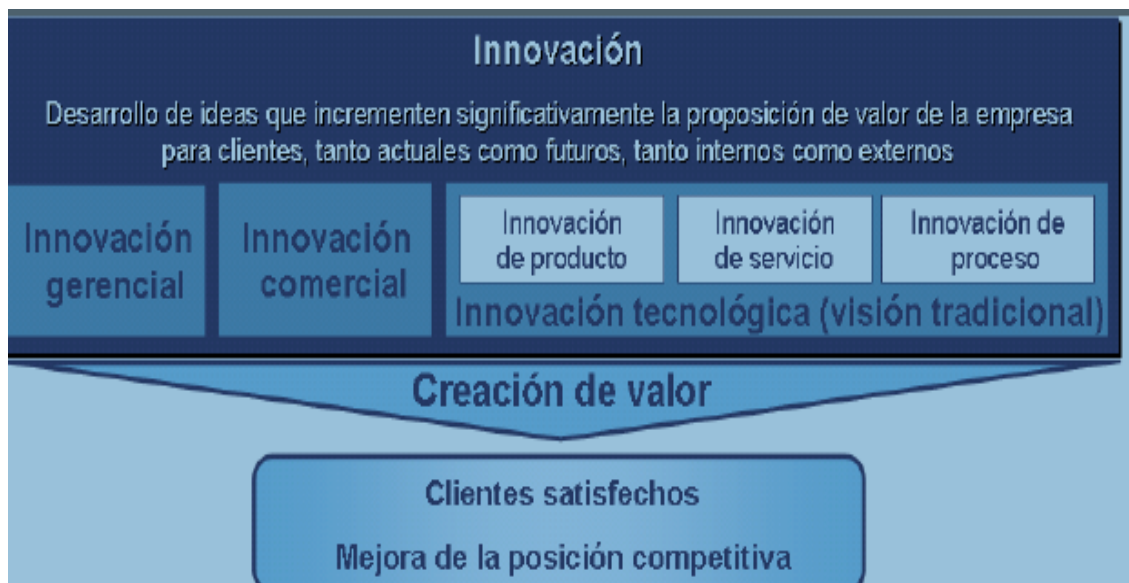 Innovación
Desarrollo de ideas que incrementen significativamente la proposición de valor de la empresa
para clientes, tanto actuales como futuros, tanto internos como externos
Innovación
gerencial
Innovación
comercial
Innovación
de producto
Innovación
de servicio
Innovación de
proceso
Innovación tecnológica (visión tradicional)
Creación de valor
Clientes satisfechos
Mejora de la posición competitiva